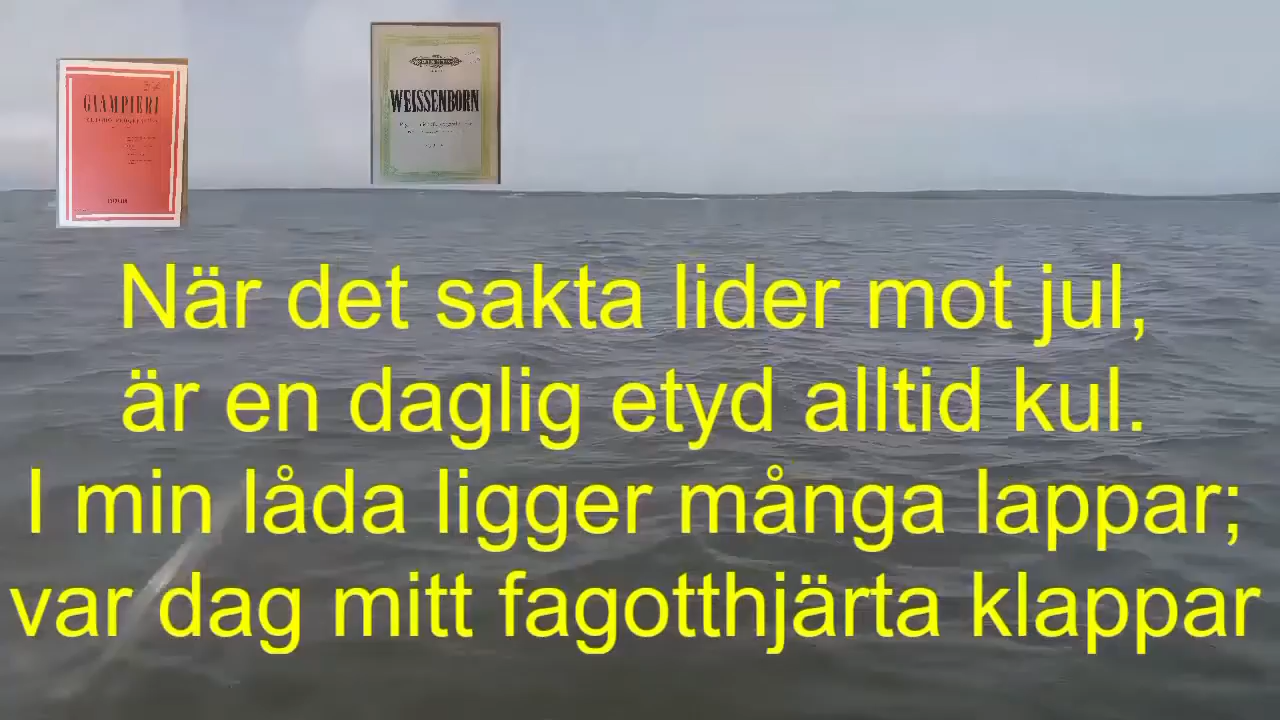 GIAMPIERI
WEISSENBORN
När det sakta lider mot jul,
är en daglig etyd alltid kul.
I min låda ligger många lappar;
var dag mitt fagotthjärta klappar